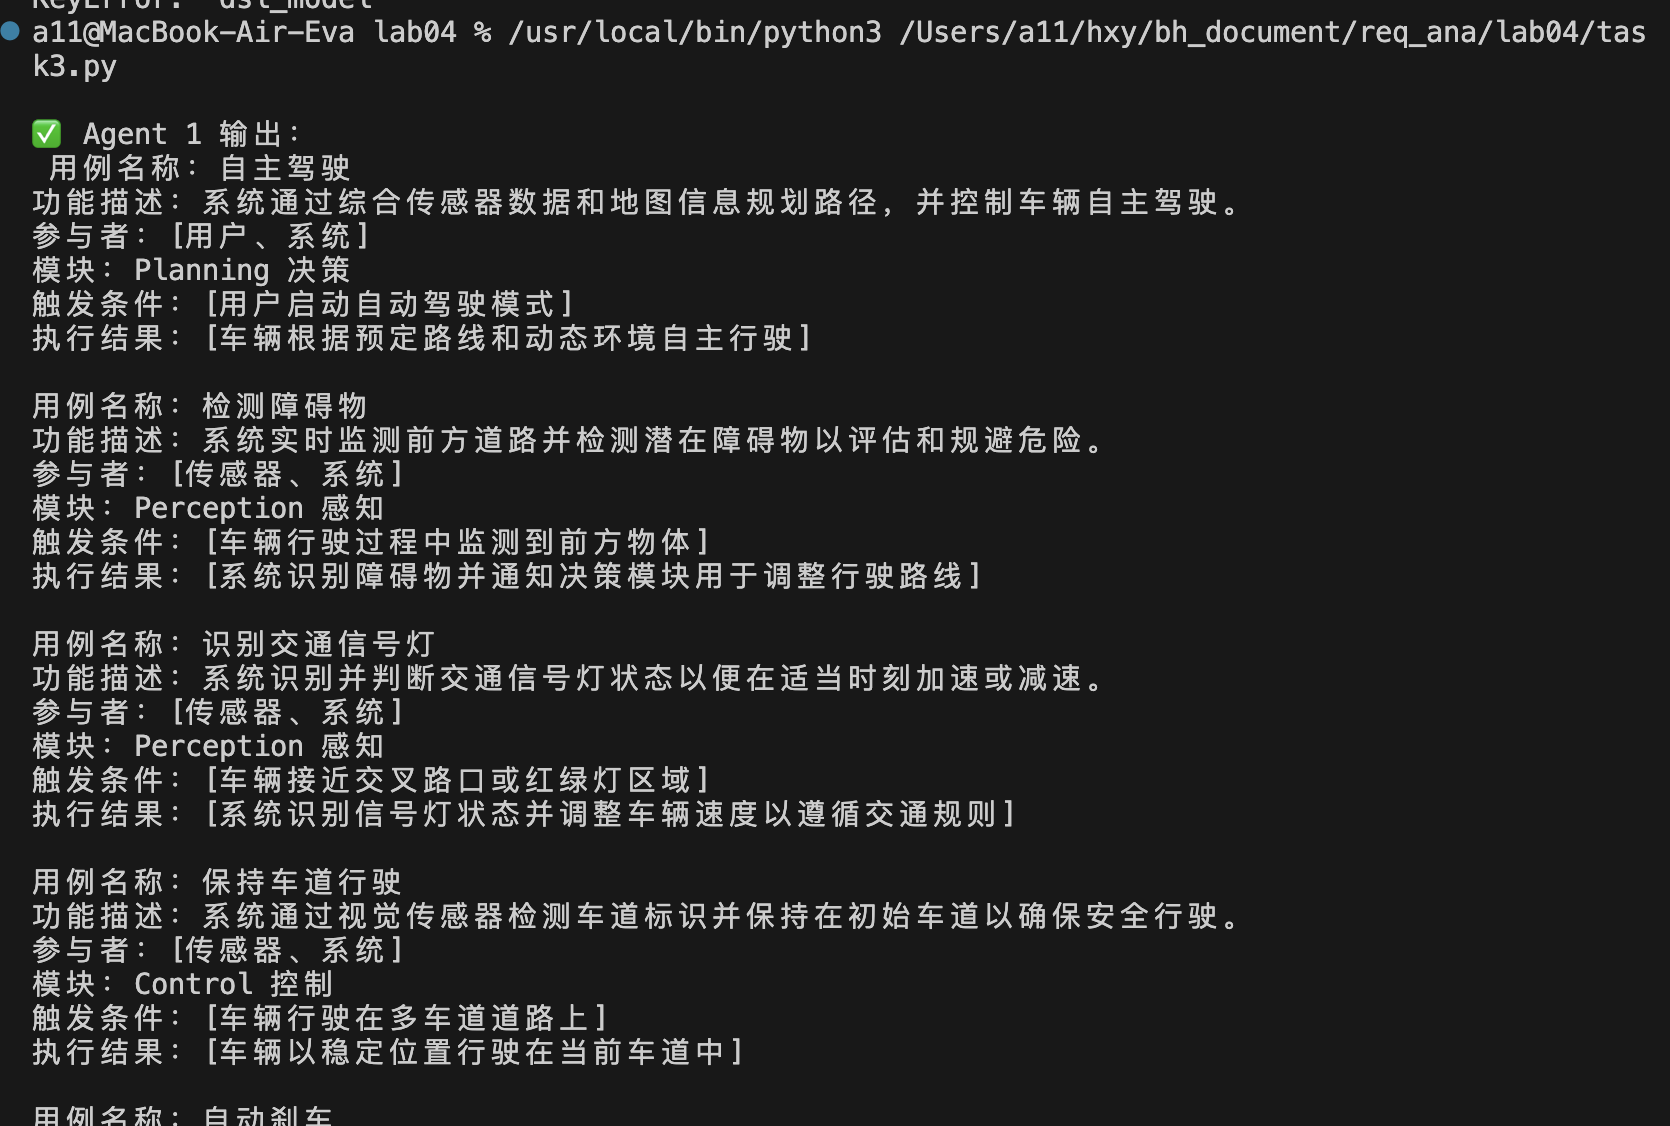 KeyError: 'dsl_model'
a11@MacBook-Air-Eva lab04 % /usr/local/bin/python3 /Users/a11/hxy/bh_document/req_ana/lab04/tas
k3.py
✅ Agent 1 输出：
用例名称：自主驾驶
功能描述：系统通过综合传感器数据和地图信息规划路径，并控制车辆自主驾驶。
参与者：[用户、系统]
模块：Planning 决策
触发条件：[用户启动自动驾驶模式]
执行结果：[车辆根据预定路线和动态环境自主行驶]
用例名称：检测障碍物
功能描述：系统实时监测前方道路并检测潜在障碍物以评估和规避危险。
参与者：[传感器、系统]
模块：Perception 感知
触发条件：[车辆行驶过程中监测到前方物体]
执行结果：[系统识别障碍物并通知决策模块用于调整行驶路线]
用例名称：识别交通信号灯
功能描述：系统识别并判断交通信号灯状态以便在适当时刻加速或减速。
参与者：[传感器、系统]
模块：Perception 感知
触发条件：[车辆接近交叉路口或红绿灯区域]
执行结果：[系统识别信号灯状态并调整车辆速度以遵循交通规则]
用例名称：保持车道行驶
功能描述：系统通过视觉传感器检测车道标识并保持在初始车道以确保安全行驶。
参与者：[传感器、系统]
模块：Control 控制
触发条件：[车辆行驶在多车道道路上]
执行结果：[车辆以稳定位置行驶在当前车道中]
用例名称：自动刹车